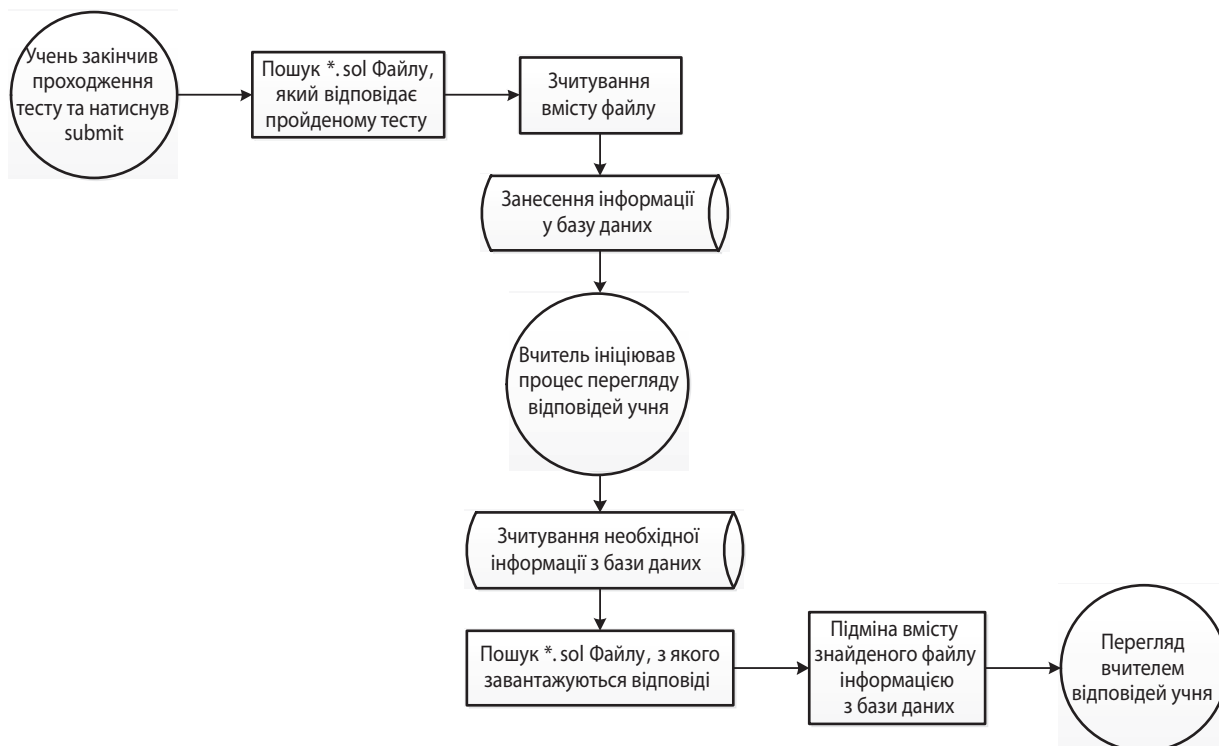 Учень закінчив
проходження
тесту та натиснув
submit
Пошук *. sol Файлу,
який відповідає
пройденому тесту
Зчитування
вмісту файлу
Занесення інформації
у базу даних
Вчитель ініціював
процес перегляду
відповідей учня
Зчитування необхідної
інформації з бази даних
Пошук *. sol Файлу, з якого
завантажуються відповіді
Підміна вмісту
знайденого файлу
інформацією
з бази даних
Перегляд
вчителем
відповідей учня